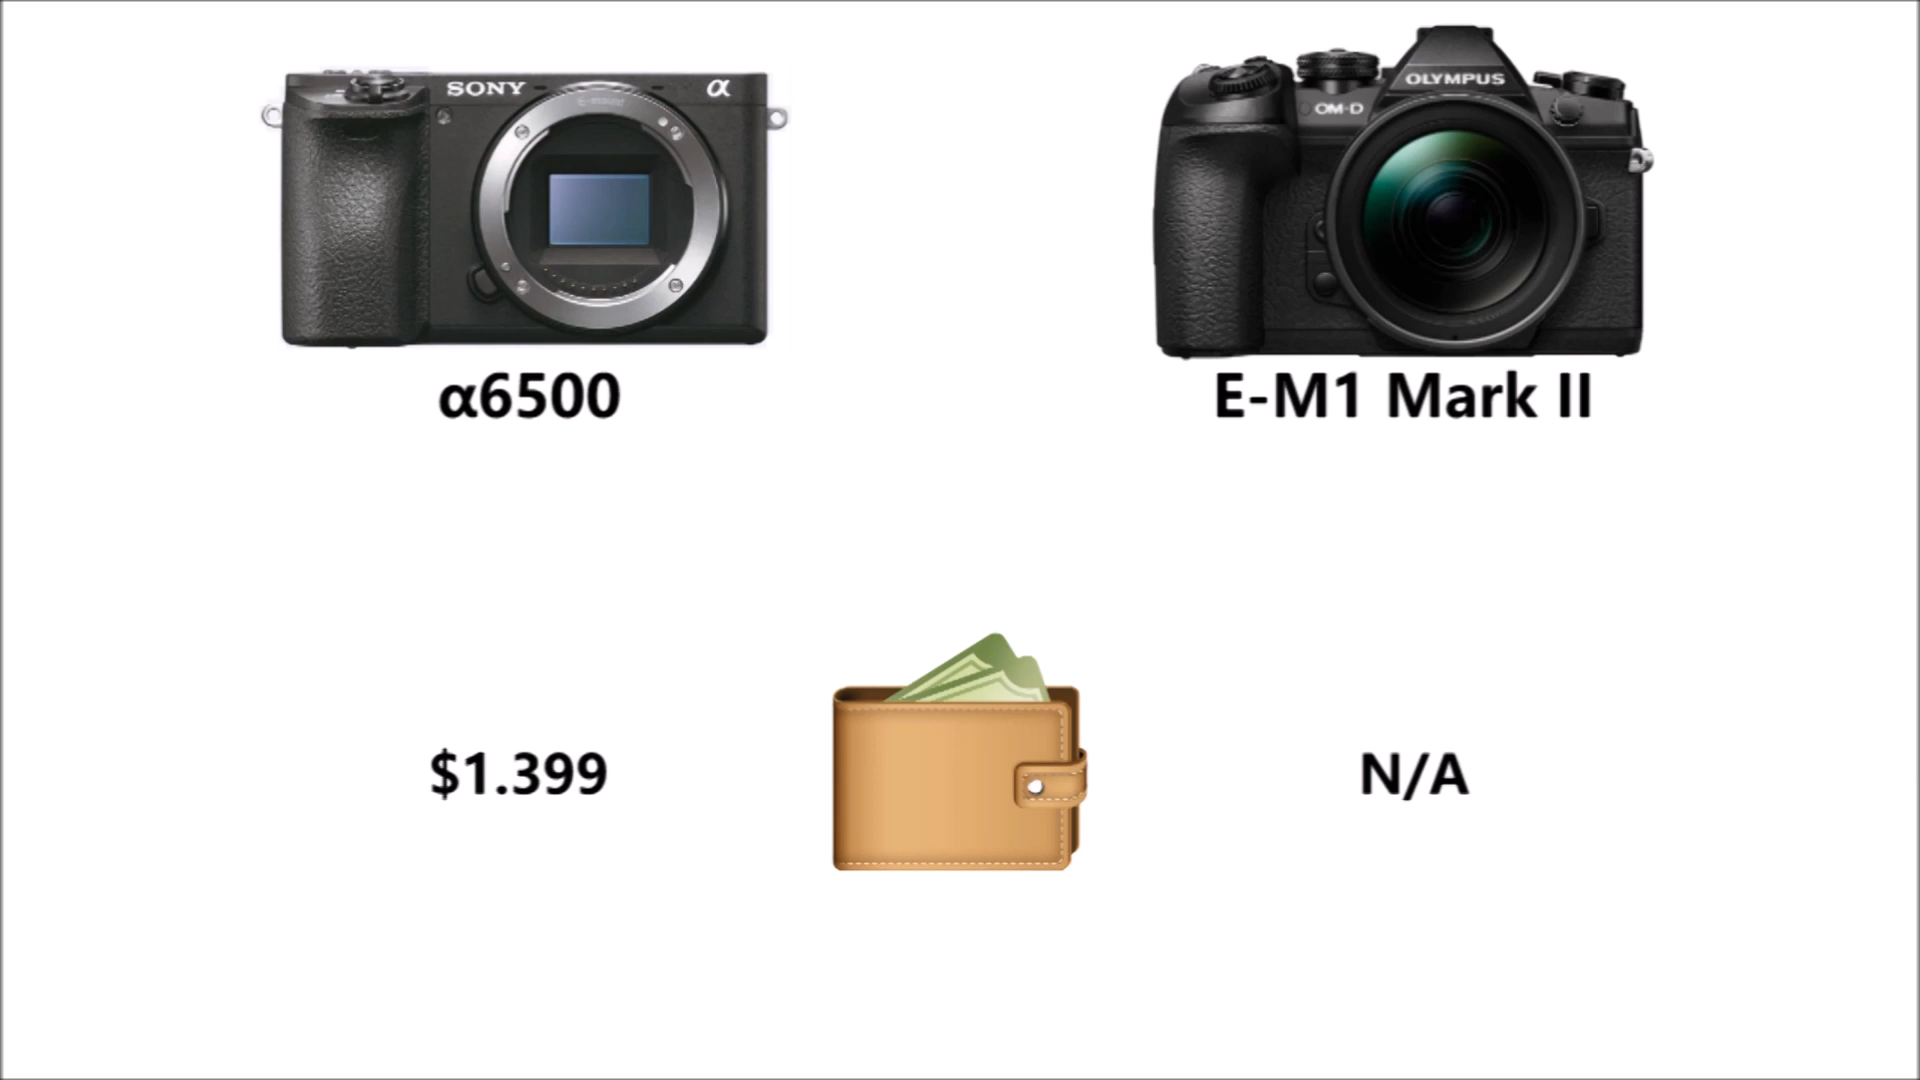 SONY α
OLYMPUS
OM-D
α6500
E-M1 Mark II
$1.399
N/A